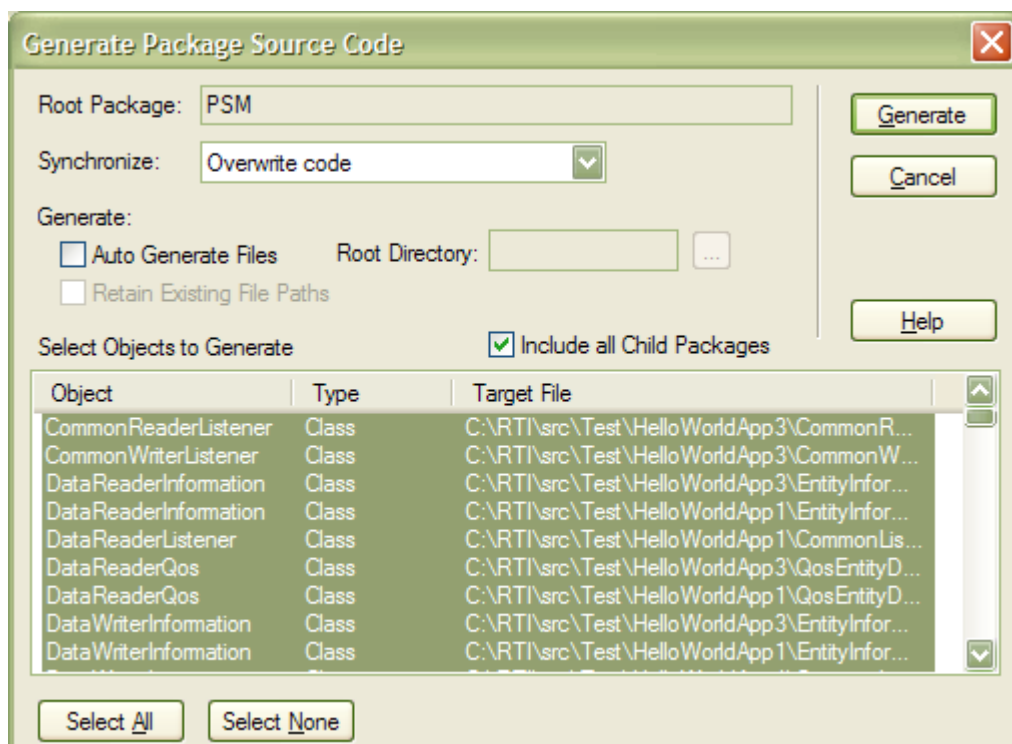 Generate Package Source Code
Root Package: PSM
Generate
Synchronize: Overwrite code
Cancel
Generate:
Auto Generate Files Root Directory: ...
Retain Existing File Paths
Help
Select Objects to Generate Include all Child Packages
Object Type Target File
CommonReaderListener Class C:\RTI\src\Test\HelloWorldApp3\CommonR...
CommonWriterListener Class C:\RTI\src\Test\HelloWorldApp3\CommonW...
DataReaderInformation Class C:\RTI\src\Test\HelloWorldApp3\EntityInfor...
DataReaderInformation Class C:\RTI\src\Test\HelloWorldApp1\EntityInfor...
DataReaderListener Class C:\RTI\src\Test\HelloWorldApp1\CommonLis...
DataReaderQos Class C:\RTI\src\Test\HelloWorldApp3\QosEntityD...
DataReaderQos Class C:\RTI\src\Test\HelloWorldApp1\QosEntityD...
DataWriterInformation Class C:\RTI\src\Test\HelloWorldApp3\EntityInfor...
DataWriterInformation Class C:\RTI\src\Test\HelloWorldApp1\EntityInfor...
Select All Select None